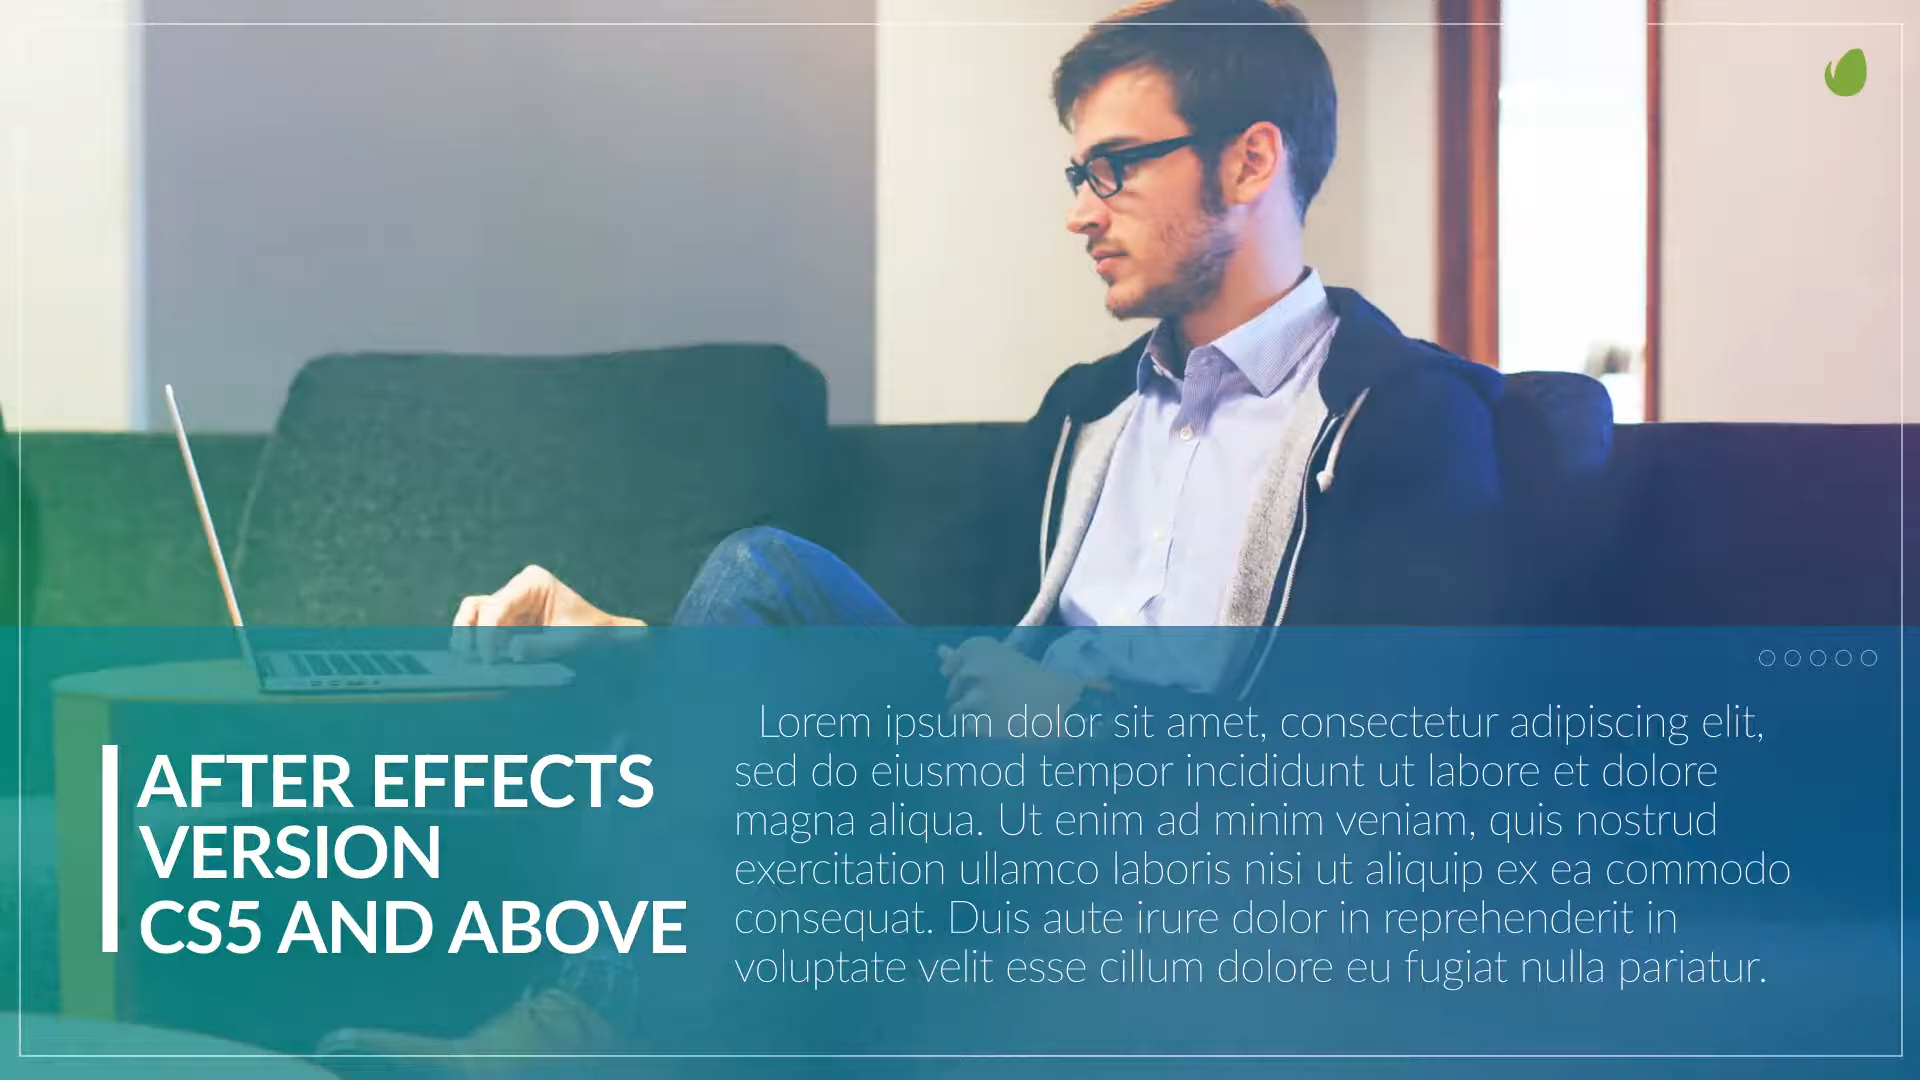 AFTER EFFECTS
VERSION
CS5 AND ABOVE
Lorem ipsum dolor sit amet, consectetur adipiscing elit,
sed do eiusmod tempor incididunt ut labore et dolore
magna aliqua. Ut enim ad minim veniam, quis nostrud
exercitation ullamco laboris nisi ut aliquip ex ea commodo
consequat. Duis aute irure dolor in reprehenderit in
voluptate velit esse cillum dolore eu fugiat nulla pariatur.